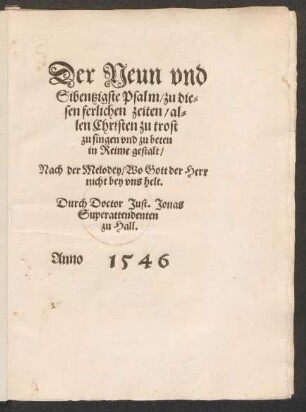 Der Neun vnd
Sibentzigste Psalm/zu die-
sen ferlichen zeiten/al-
len Christen zu trost
zu singen vnd zu beten
in Reime gestalt/
Nach der Melodey/Wo Gott der Herr
nicht bey vns helt.
Durch Doctor Just. Jonas
Superattendenten
zu Hall.
Anno 1546